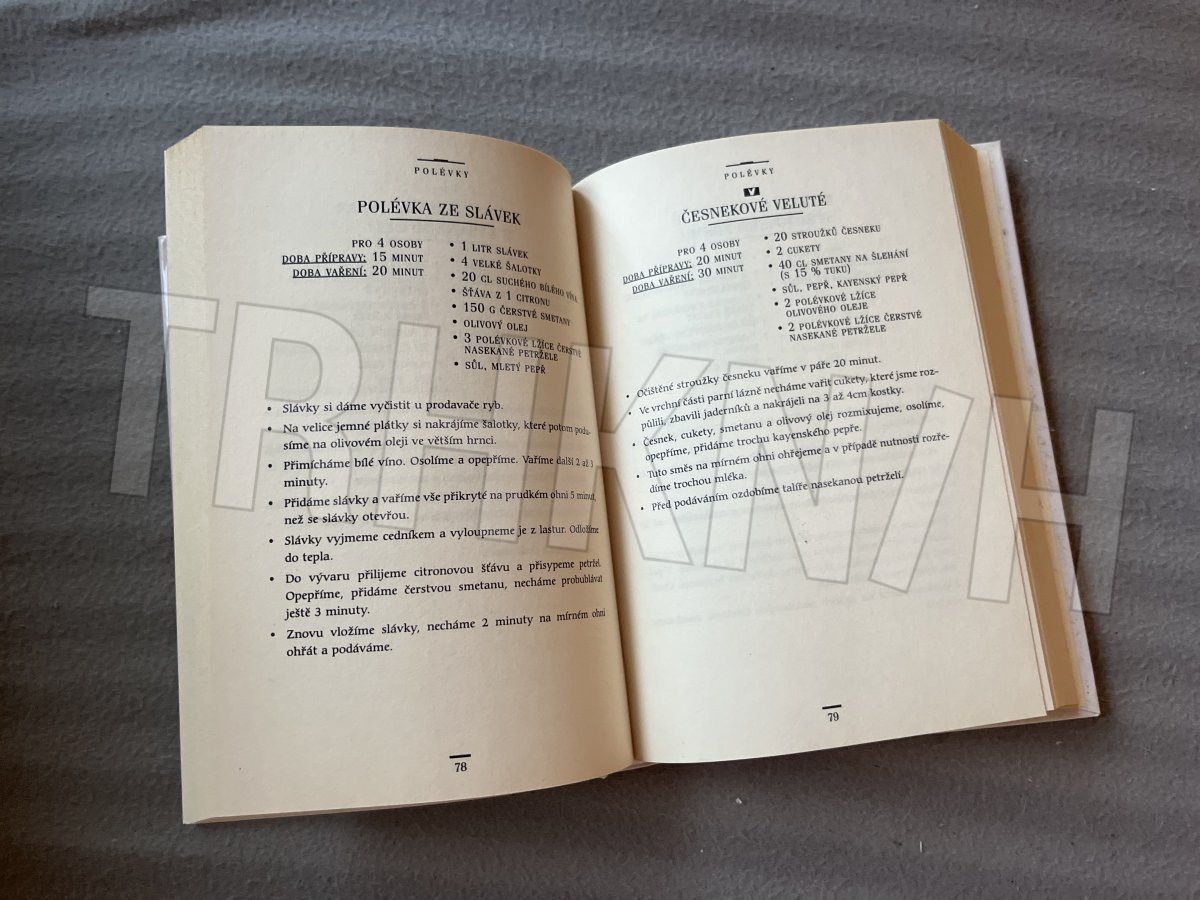 POLÉVKY
POLÉVKA ZE SLÁVEK
PRO 4 OSOBY
DOBA PŘÍPRAVY: 15 MINUT
DOBA VAŘENÍ: 20 MINUT
• 1 LITR SLÁVEK
• 4 VELKÉ ŠALOTKY
• 20 CL SUCHÉHO BÍLÉHO VÍNA
• ŠŤÁVA Z 1 CITRONU
• 150 G ČERSTVÉ SMETANY
• OLIVOVÝ OLEJ
• 3 POLÉVKOVÉ LŽÍCE ČERSTVĚ
NASEKANÉ PETRŽELE
• SŮL, MLETÝ PEPŘ
• Slávky si dáme vyčistit u prodavače ryb.
• Na velice jemné plátky si nakrájíme šalotky, které potom podu-
síme na olivovém oleji ve větším hrnci.
• Přimícháme bílé víno. Osolíme a opepříme. Vaříme další 2 až 3
minuty.
• Přidáme slávky a vaříme vše přikryté na prudkém ohni 5 minut,
než se slávky otevřou.
• Slávky vyjmeme cedníkem a vyloupneme je z lastur. Odložíme
do tepla.
• Do vývaru přilijeme citronovou šťávu a přisypeme petržel.
Opepříme, přidáme čerstvou smetanu, necháme probublávat
ještě 3 minuty.
• Znovu vložíme slávky, necháme 2 minuty na mírném ohni
ohřát a podáváme.
78
POLÉVKY
V
ČESNEKOVÉ VELUTÉ
PRO 4 OSOBY
DOBA PŘÍPRAVY: 20 MINUT
DOBA VAŘENÍ: 30 MINUT
• 20 STROUŽKŮ ČESNEKU
• 2 CUKETY
• 40 CL SMETANY NA ŠLEHÁNÍ
(S 15 % TUKU)
• SŮL, PEPŘ, KAYENSKÝ PEPŘ
• 2 POLÉVKOVÉ LŽÍCE
OLIVOVÉHO OLEJE
• 2 POLÉVKOVÉ LŽÍCE ČERSTVĚ
NASEKANÉ PETRŽELE
• Očištěné stroužky česneku vaříme v páře 20 minut.
• Ve vrchní části parní lázně necháme vařit cukety, které jsme roz-
půlili, zbavili jaderníků a nakrájeli na 3 až 4cm kostky.
• Česnek, cukety, smetanu a olivový olej rozmixujeme, osolíme,
opepříme, přidáme trochu kayenského pepře.
• Tuto směs na mírném ohni ohřejeme a v případě nutnosti rozře-
díme trochou mléka.
• Před podáváním ozdobíme talíře nasekanou petrželí.
79
TRHKNIH